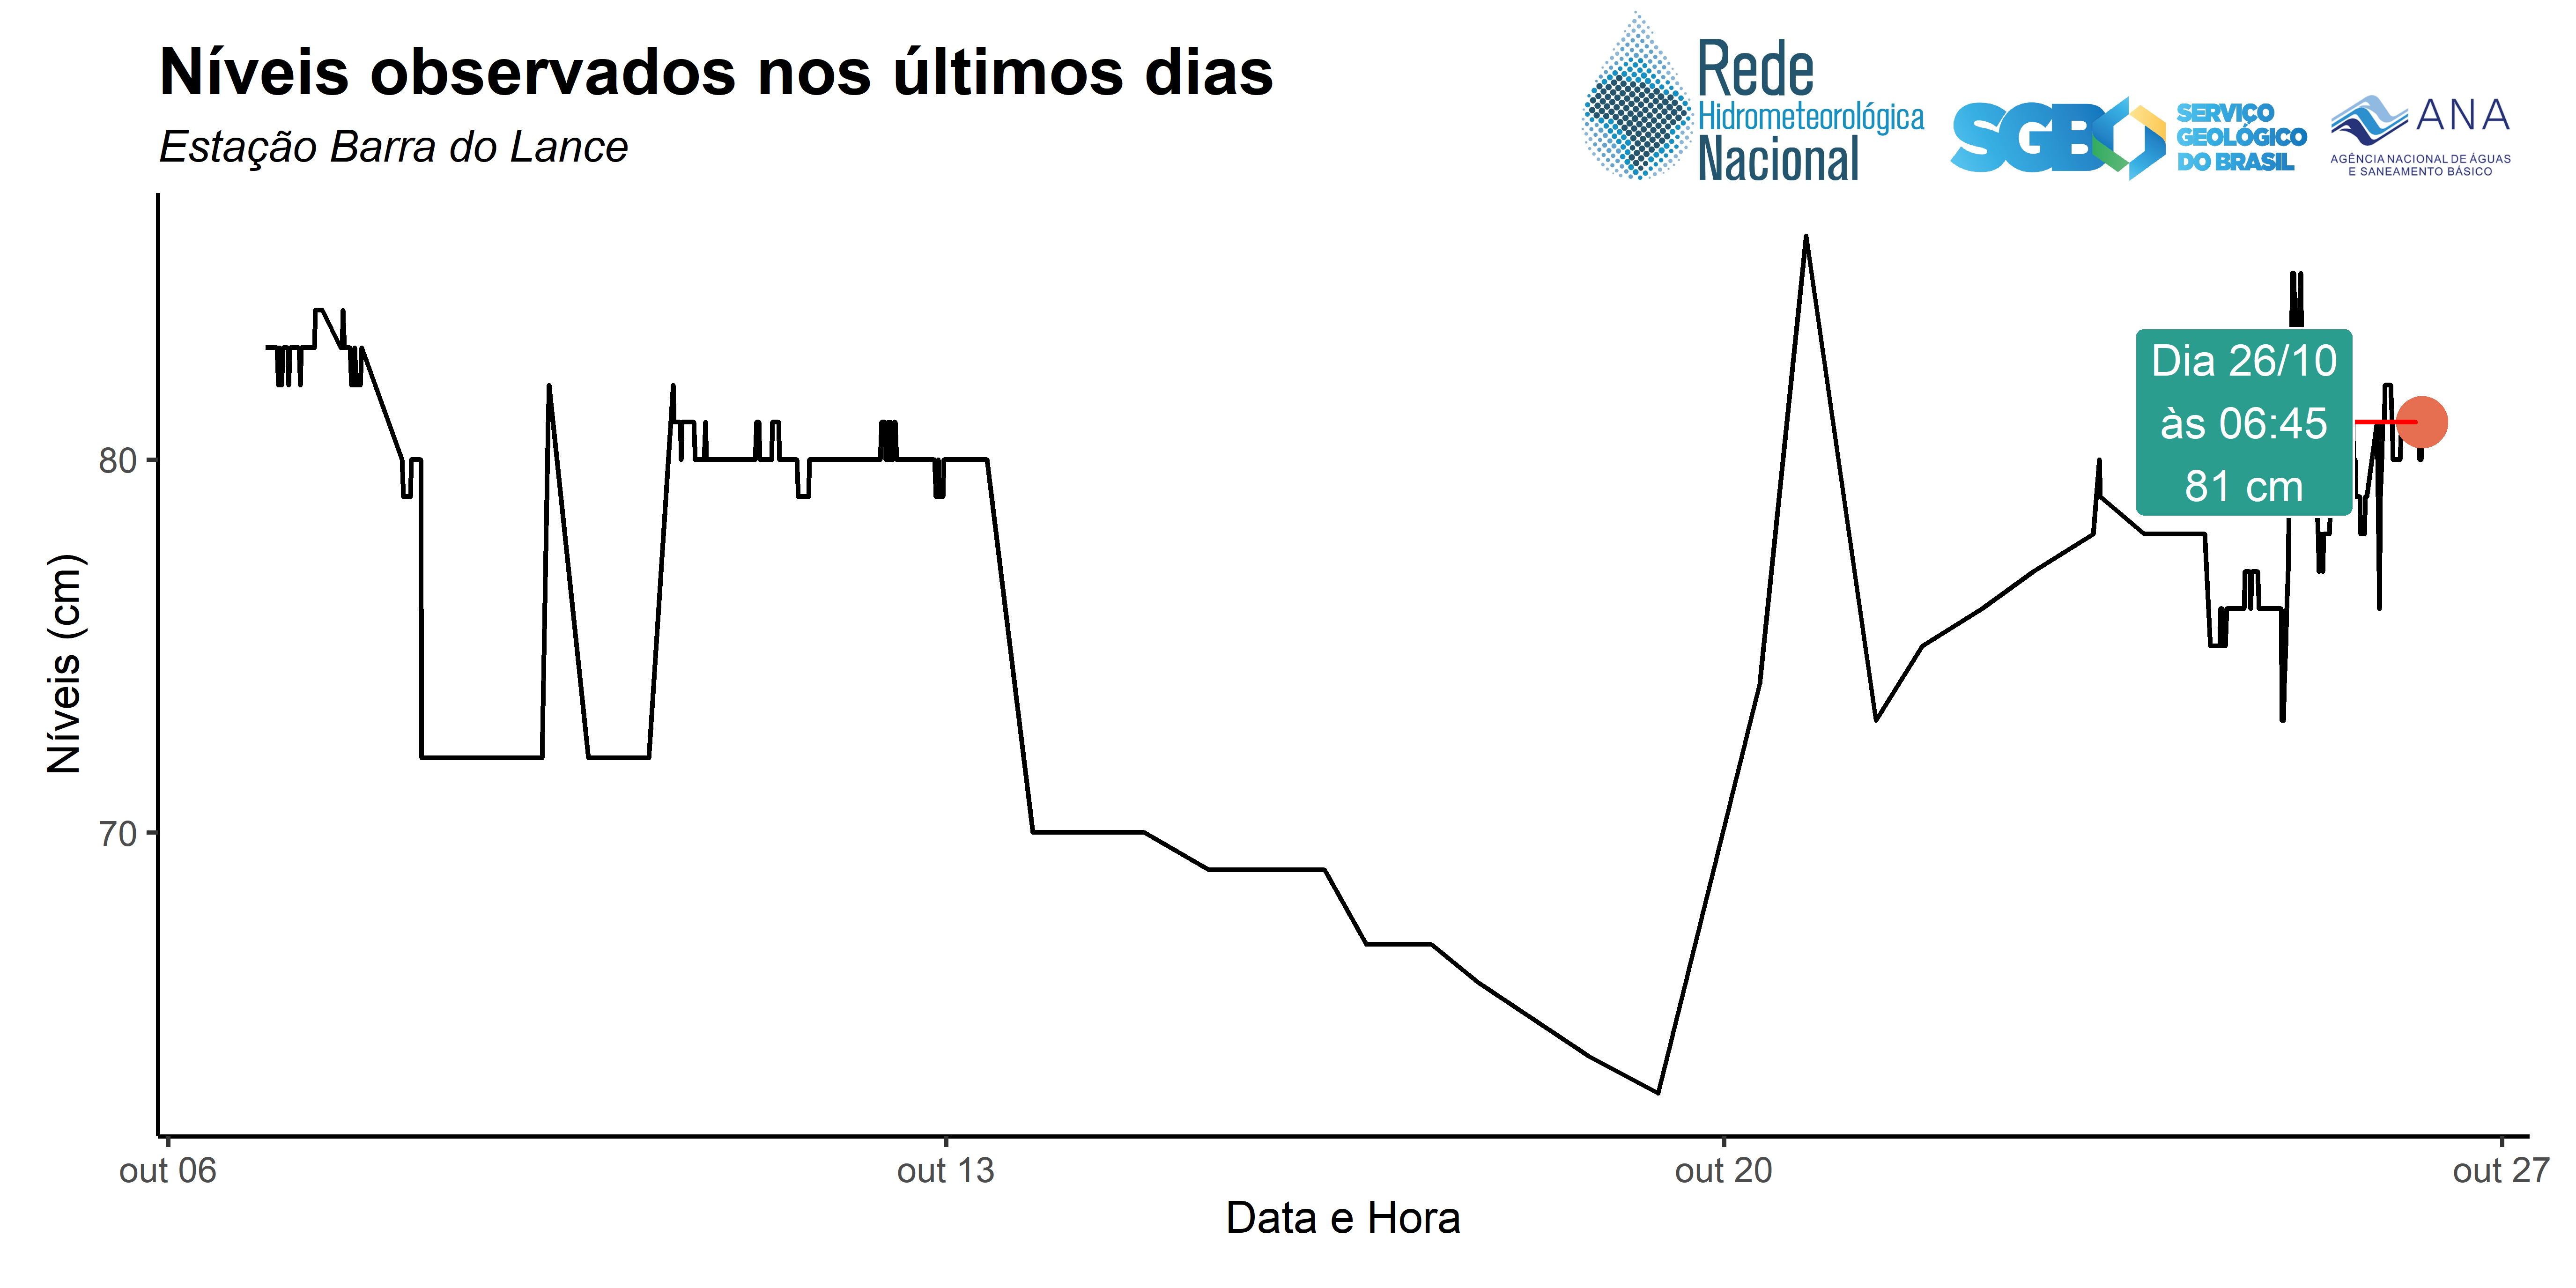 Níveis observados nos últimos dias
Estação Barra do Lance
Rede
Hidrometeorológica
Nacional
SGB
SERVIÇO
GEOLÓGICO
DO BRASIL
ANA
AGÊNCIA NACIONAL DE ÁGUAS
E SANEAMENTO BÁSICO
Dia 26/10
às 06:45
81 cm
80
70
Níveis (cm)
out 06
out 13
out 20
out 27
Data e Hora